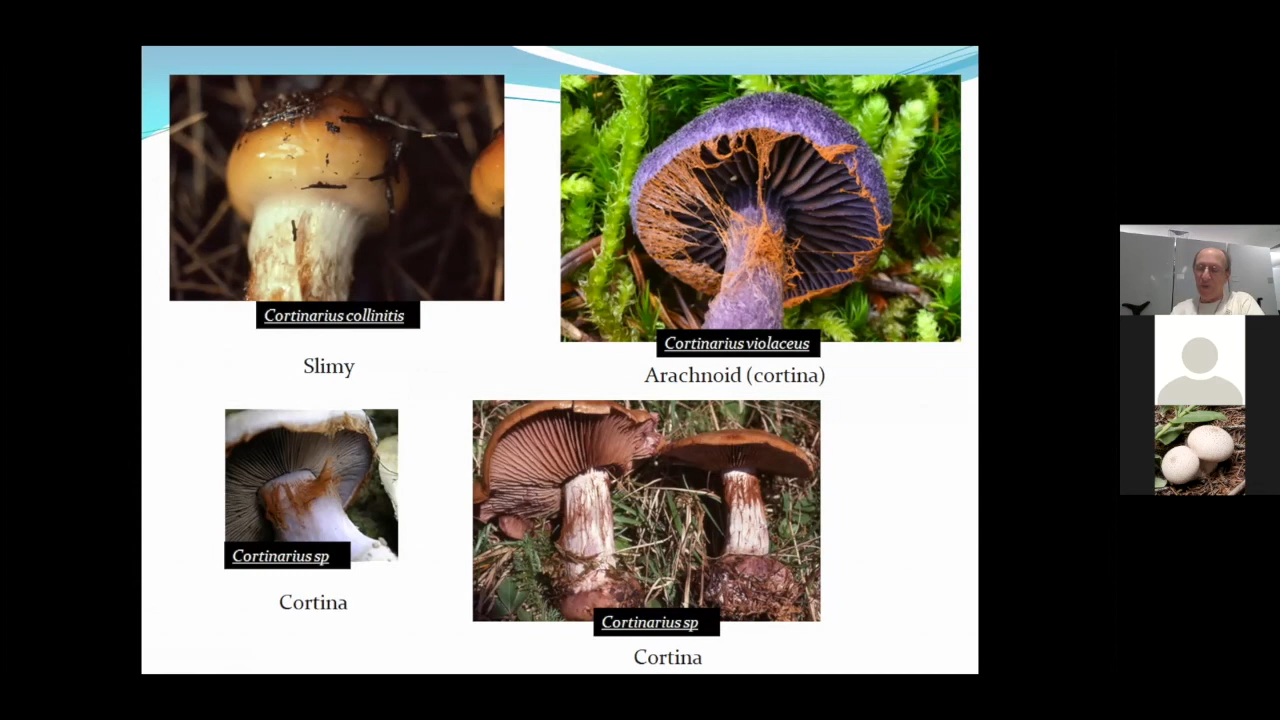 Cortinarius collinitis
Slimy
Cortinarius violaceus
Arachnoid (cortina)
Cortinarius sp
Cortina
Cortinarius sp
Cortina